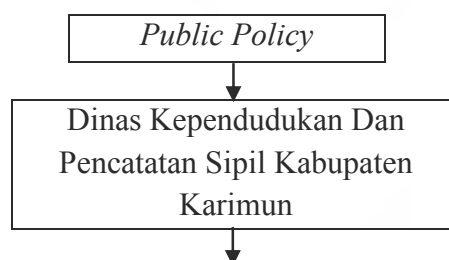 Public Policy
Dinas Kependudukan Dan
Pencatatan Sipil Kabupaten
Karimun